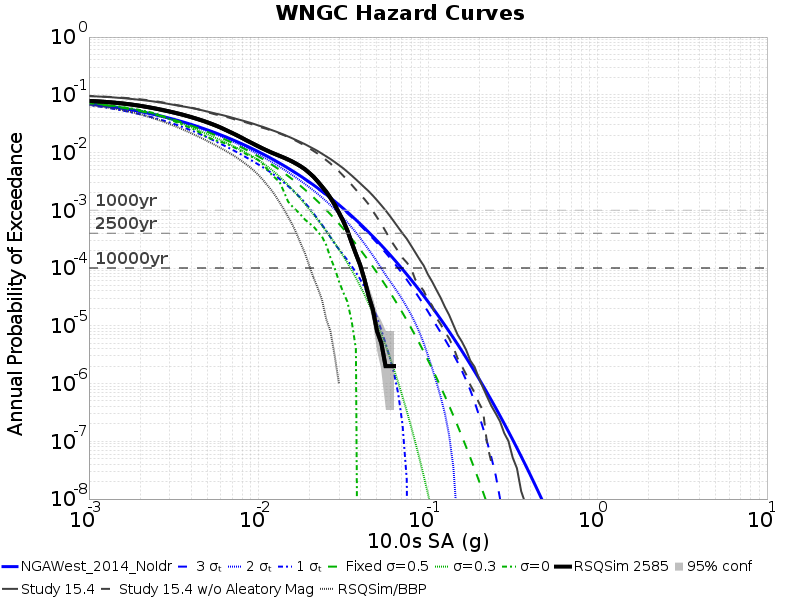 WNGC Hazard Curves
Annual Probability of Exceedance
10^0
10^-1
10^-2
10^-3
10^-4
10^-5
10^-6
10^-7
10^-8
1000yr
2500yr
10000yr
10^-3 10^-2 10^-1 10^0 10^1
10.0s SA (g)
NGAWest_2014_NoIdr 3 σₜ 2 σₜ 1 σₜ Fixed σ=0.5 σ=0.3 σ=0 RSQSim 2585 95% conf
Study 15.4 Study 15.4 w/o Aleatory Mag RSQSim/BBP